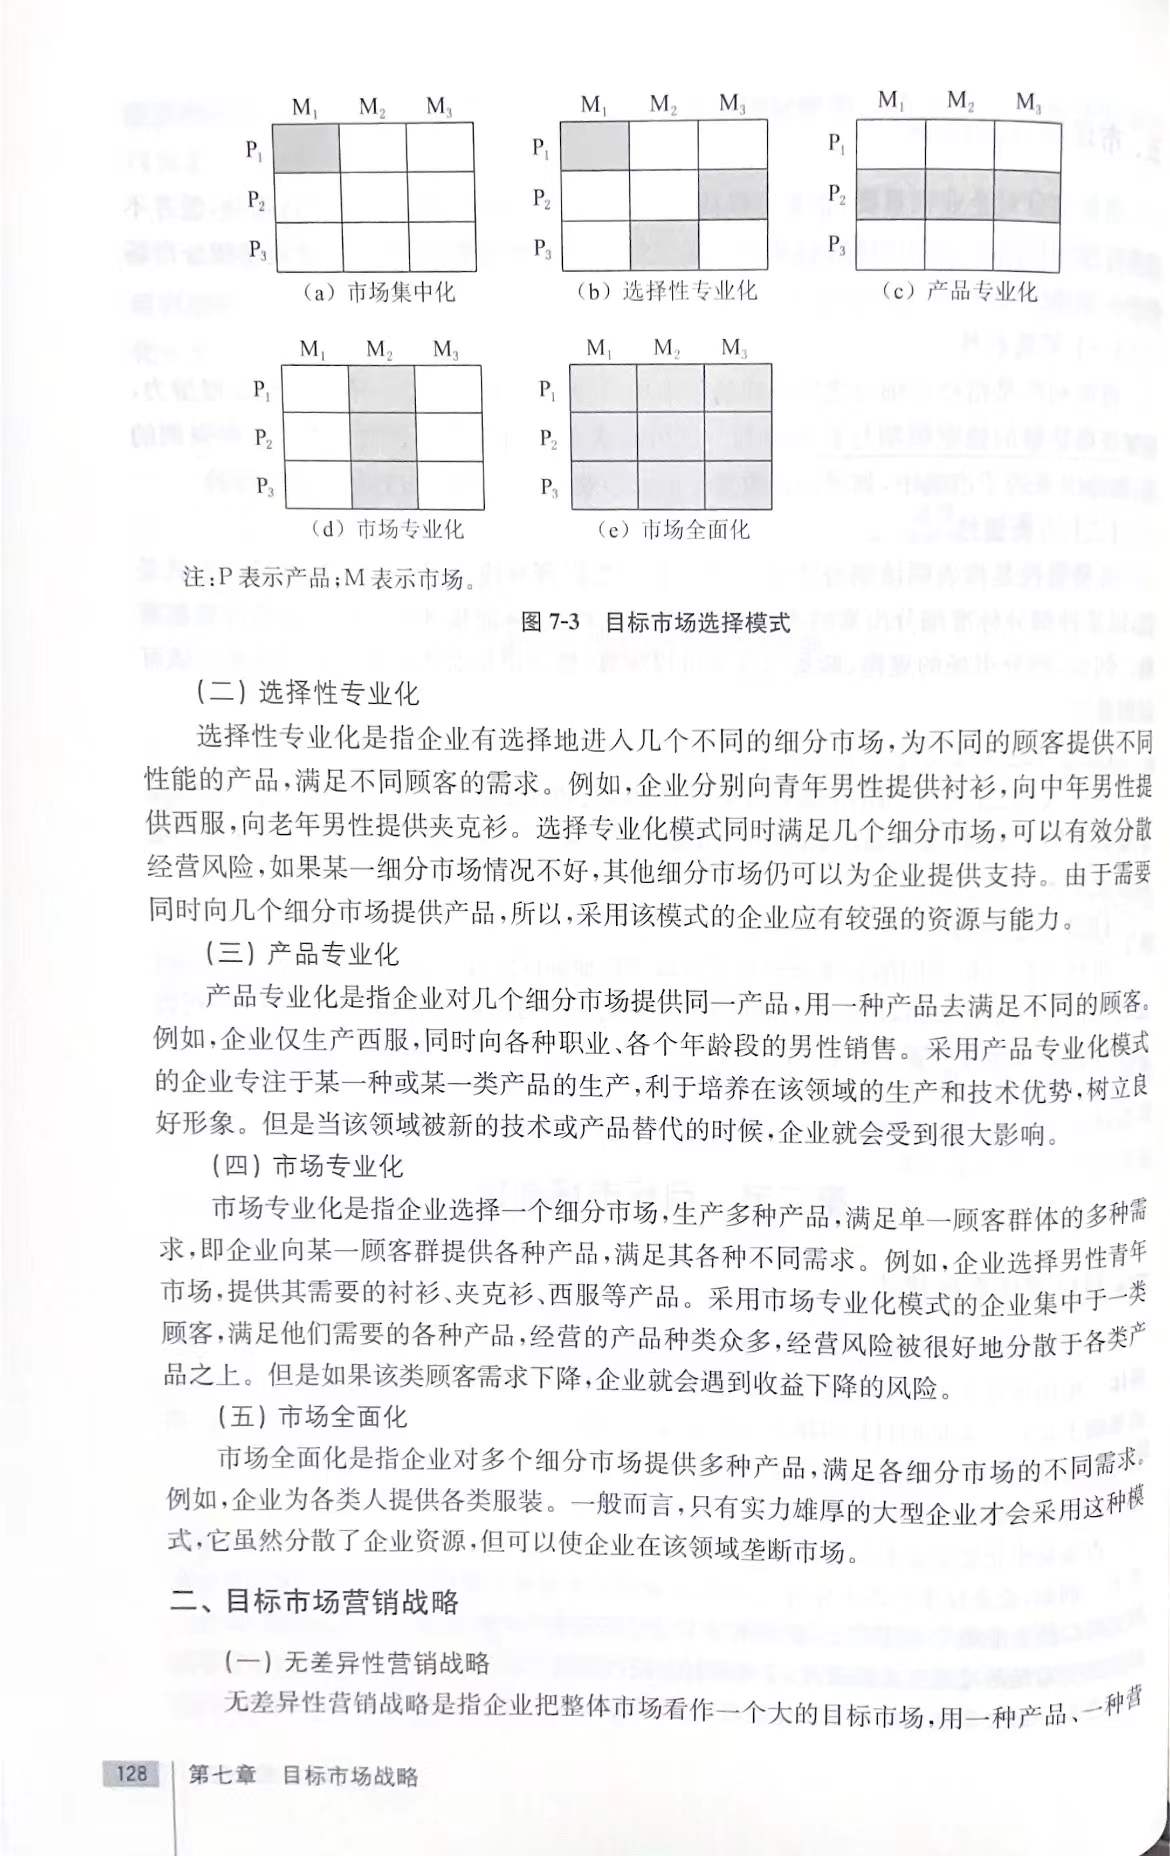 M₁ M₂ M₃
P₁
P₂
P₃
(a) 市场集中化
M₁ M₂ M₃
P₁
P₂
P₃
(b) 选择性专业化
M₁ M₂ M₃
P₁
P₂
P₃
(c) 产品专业化
M₁ M₂ M₃
P₁
P₂
P₃
(d) 市场专业化
M₁ M₂ M₃
P₁
P₂
P₃
(e) 市场全面化
注:P 表示产品;M 表示市场。
图 7-3 目标市场选择模式
(二) 选择性专业化
选择性专业化是指企业有选择地进入几个不同的细分市场,为不同的顾客提供不同
性能的产品,满足不同顾客的需求。例如,企业分别向青年男性提供衬衫,向中年男性提
供西服,向老年男性提供夹克衫。选择专业化模式同时满足几个细分市场,可以有效分散
经营风险,如果某一细分市场情况不好,其他细分市场仍可以为企业提供支持。由于需要
同时向几个细分市场提供产品,所以,采用该模式的企业应有较强的资源与能力。
(三) 产品专业化
产品专业化是指企业对几个细分市场提供同一产品,用一种产品去满足不同的顾客。
例如,企业仅生产西服,同时向各种职业、各个年龄段的男性销售。采用产品专业化模式
的企业专注于某一种或某一类产品的生产,利于培养在该领域的生产和技术优势,树立良
好形象。但是当该领域被新的技术或产品替代的时候,企业就会受到很大影响。
(四) 市场专业化
市场专业化是指企业选择一个细分市场,生产多种产品,满足单一顾客群体的多种需
求,即企业向某一顾客群提供各种产品,满足其各种不同需求。例如,企业选择男性青年
市场,提供其需要的衬衫、夹克衫、西服等产品。采用市场专业化模式的企业集中于一类
顾客,满足他们需要的各种产品,经营的产品种类众多,经营风险被很好地分散于各类产
品之上。但是如果该类顾客需求下降,企业就会遇到收益下降的风险。
(五) 市场全面化
市场全面化是指企业对多个细分市场提供多种产品,满足各细分市场的不同需求。
例如,企业为各类人提供各类服装。一般而言,只有实力雄厚的大型企业才会采用这种模
式,它虽然分散了企业资源,但可以使企业在该领域垄断市场。
二、目标市场营销战略
(一) 无差异性营销战略
无差异性营销战略是指企业把整体市场看作一个大的目标市场,用一种产品、一种营
128 第七章 目标市场战略